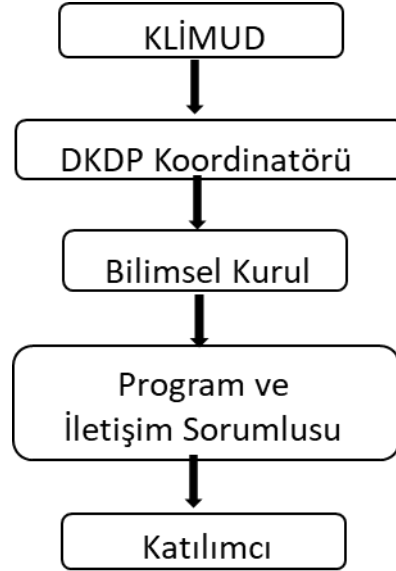 KLİMUD
DKDP Koordinatörü
Bilimsel Kurul
Program ve
İletişim Sorumlusu
Katılımcı